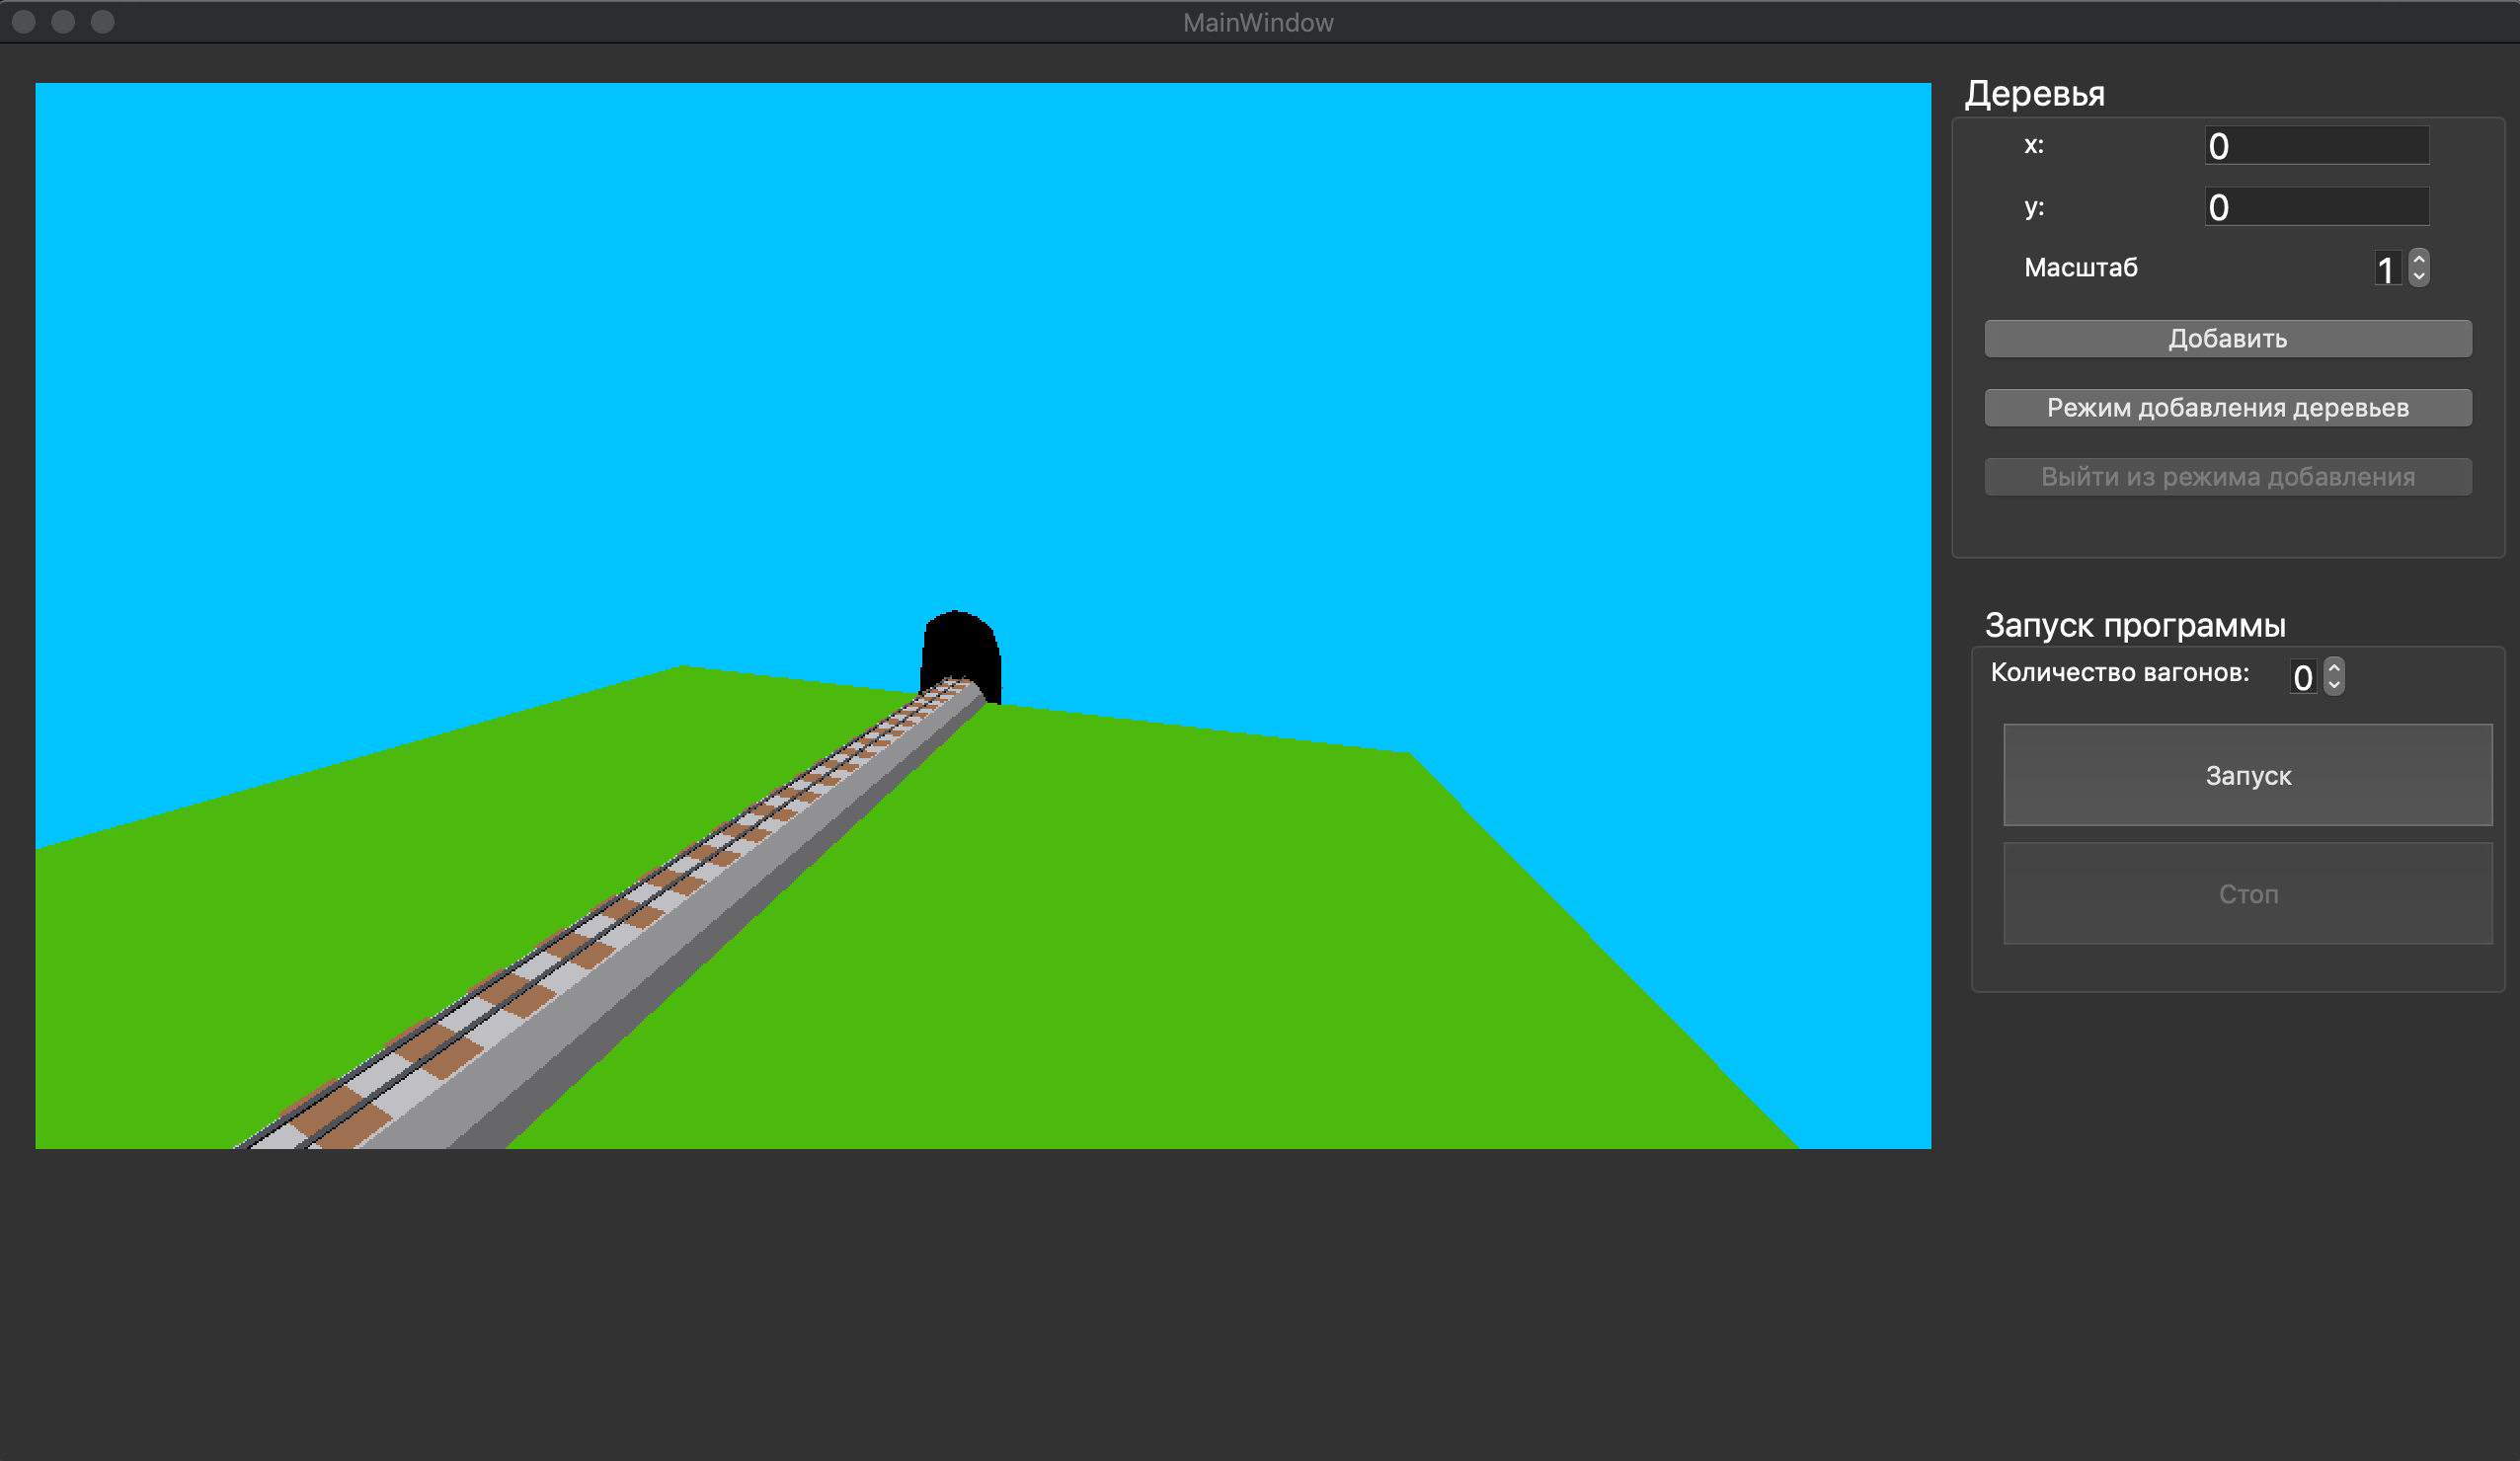 MainWindow
Деревья
x: 0
y: 0
Масштаб 1
Добавить
Режим добавления деревьев
Выйти из режима добавления
Запуск программы
Количество вагонов: 0
Запуск
Стоп